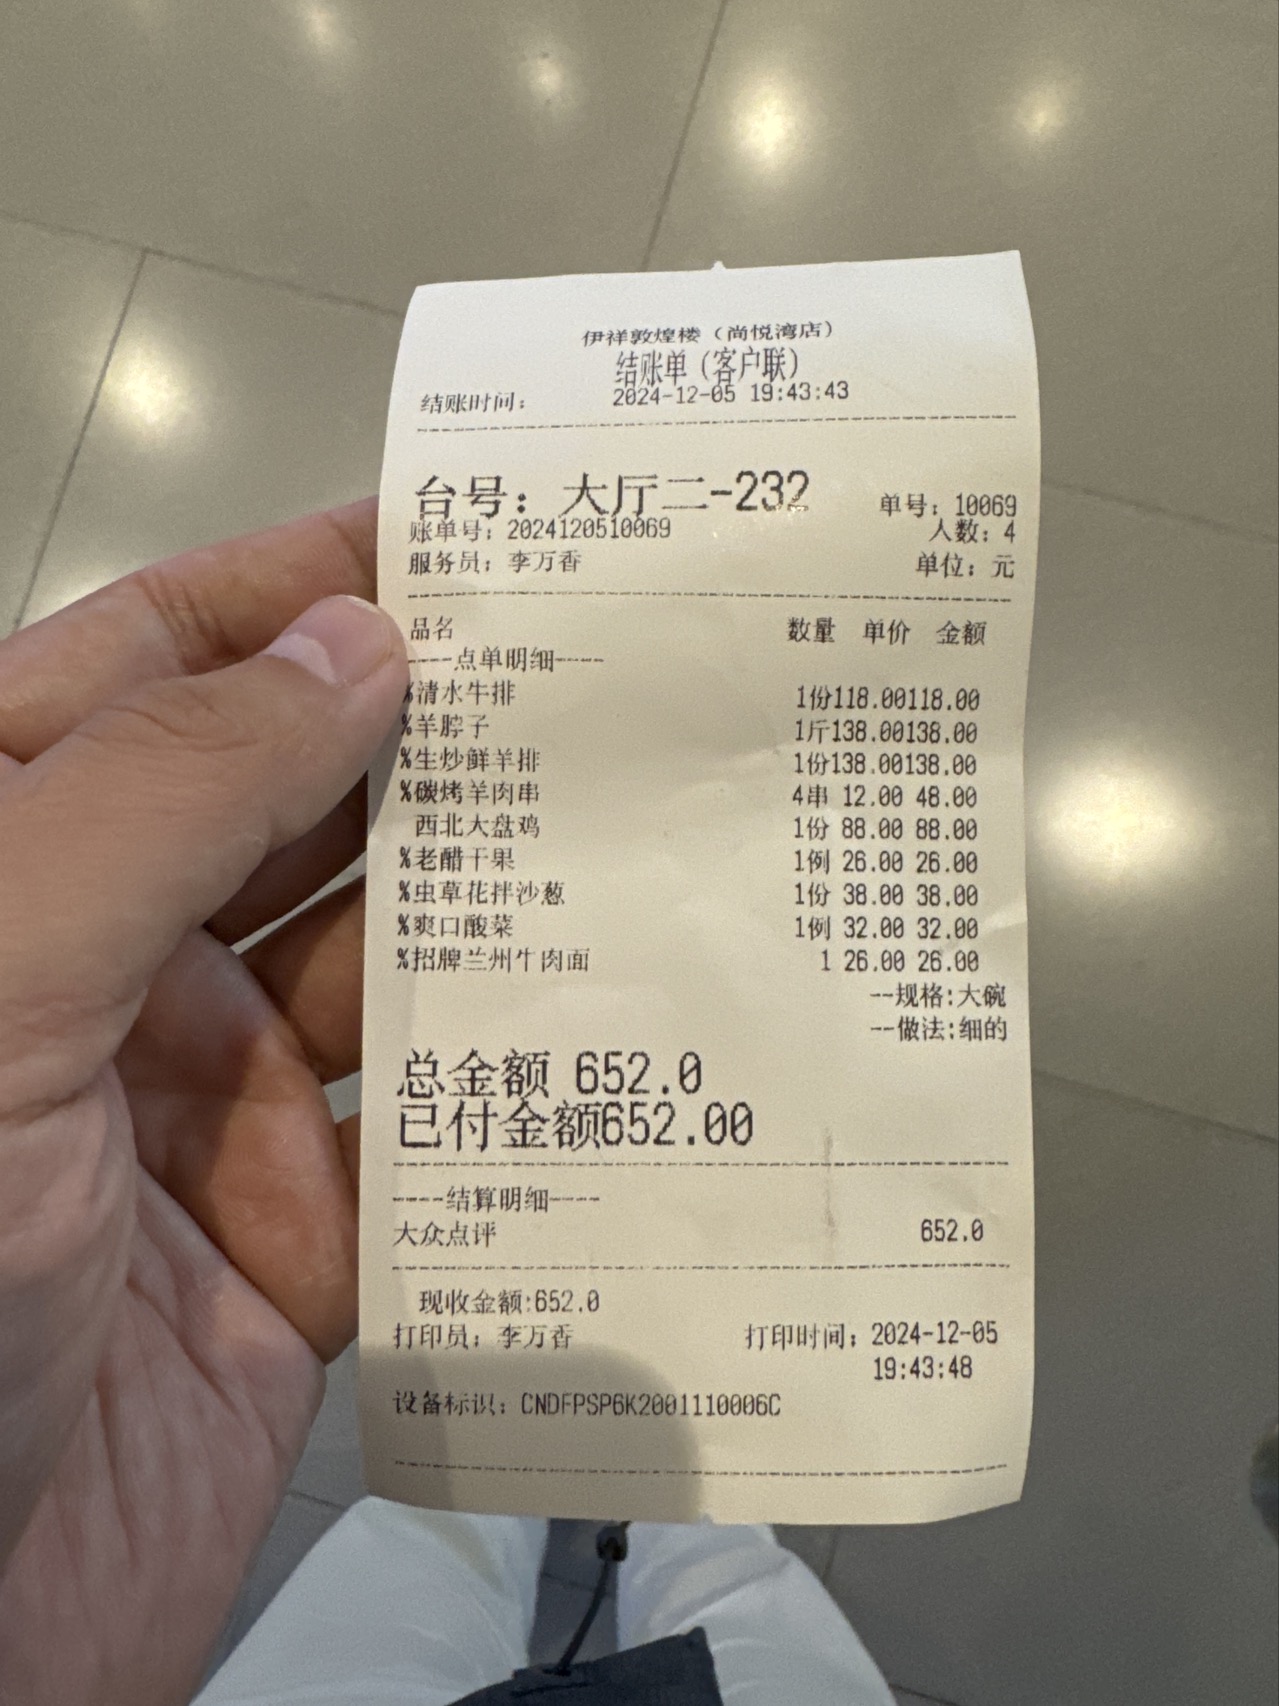 伊祥敦煌楼（尚悦湾店）
结账单（客户联）
结账时间： 2024-12-05 19:43:43
台号：大厅二-232 单号：10069
账单号：2024120510069 人数：4
服务员：李万香 单位：元
品名 数量 单价 金额
----点单明细----
%清水牛排 1份118.00118.00
%羊脖子 1斤138.00138.00
%生炒鲜羊排 1份138.00138.00
%碳烤羊肉串 4串 12.00 48.00
西北大盘鸡 1份 88.00 88.00
%老醋干果 1例 26.00 26.00
%虫草花拌沙葱 1份 38.00 38.00
%爽口酸菜 1例 32.00 32.00
%招牌兰州牛肉面 1 26.00 26.00
--规格:大碗
--做法:细的
总金额 652.0
已付金额652.00
----结算明细----
大众点评 652.0
现收金额:652.0
打印员：李万香 打印时间：2024-12-05
19:43:48
设备标识：CNDFPSP6K2001110006C